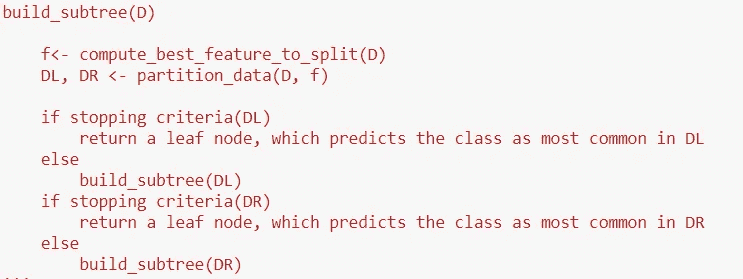 build_subtree(D)
f<- compute_best_feature_to_split(D)
DL, DR <- partition_data(D, f)
if stopping criteria(DL)
return a leaf node, which predicts the class as most common in DL
else
build_subtree(DL)
if stopping criteria(DR)
return a leaf node, which predicts the class as most common in DR
else
build_subtree(DR)